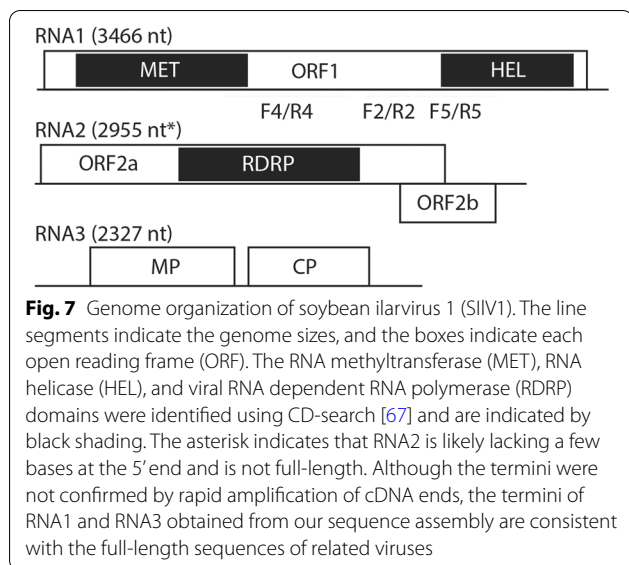 RNA1 (3466 nt)
MET ORF1 HEL
F4/R4 F2/R2 F5/R5
RNA2 (2955 nt*)
ORF2a RDRP
ORF2b
RNA3 (2327 nt)
MP CP
Fig. 7 Genome organization of soybean ilarvirus 1 (SIlV1). The line
segments indicate the genome sizes, and the boxes indicate each
open reading frame (ORF). The RNA methyltransferase (MET), RNA
helicase (HEL), and viral RNA dependent RNA polymerase (RDRP)
domains were identified using CD-search [67] and are indicated by
black shading. The asterisk indicates that RNA2 is likely lacking a few
bases at the 5′ end and is not full-length. Although the termini were
not confirmed by rapid amplification of cDNA ends, the termini of
RNA1 and RNA3 obtained from our sequence assembly are consistent
with the full-length sequences of related viruses